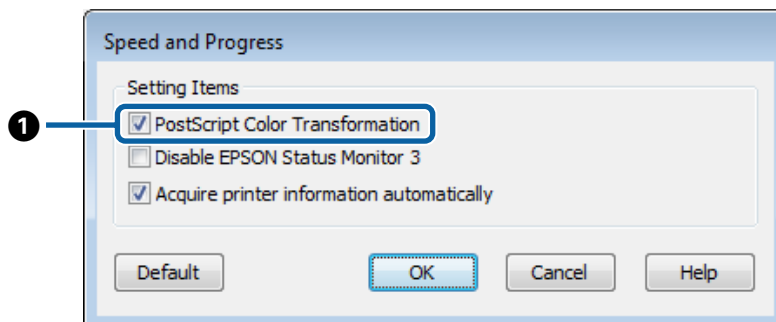 Speed and Progress
Setting Items
1
PostScript Color Transformation
Disable EPSON Status Monitor 3
Acquire printer information automatically
Default
OK
Cancel
Help